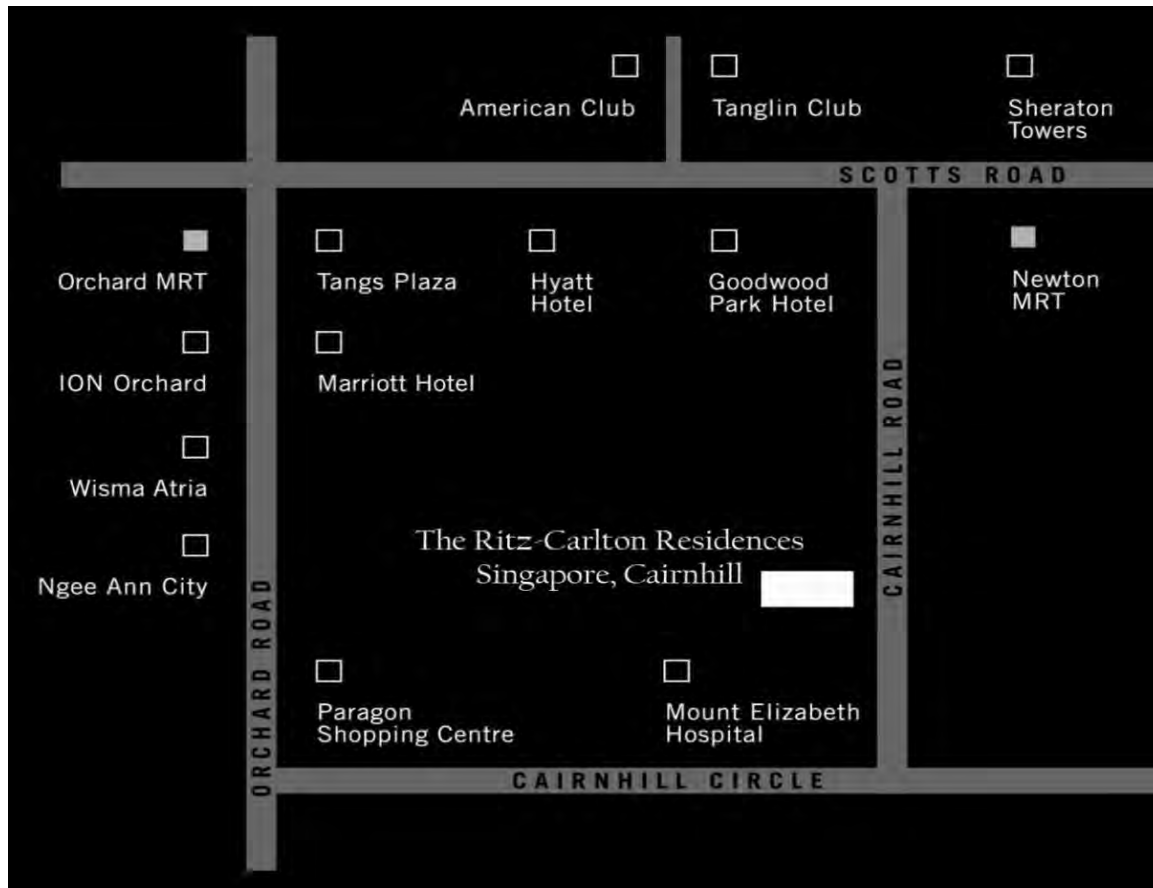 American Club
Tanglin Club
Sheraton
Towers
SCOTTS ROAD
Orchard MRT
Tangs Plaza
Hyatt
Hotel
Goodwood
Park Hotel
Newton
MRT
ION Orchard
Marriott Hotel
CAIRNHILL ROAD
Wisma Atria
The Ritz-Carlton Residences
Singapore, Cairnhill
Ngee Ann City
ORCHARD ROAD
Paragon
Shopping Centre
Mount Elizabeth
Hospital
CAIRNHILL CIRCLE